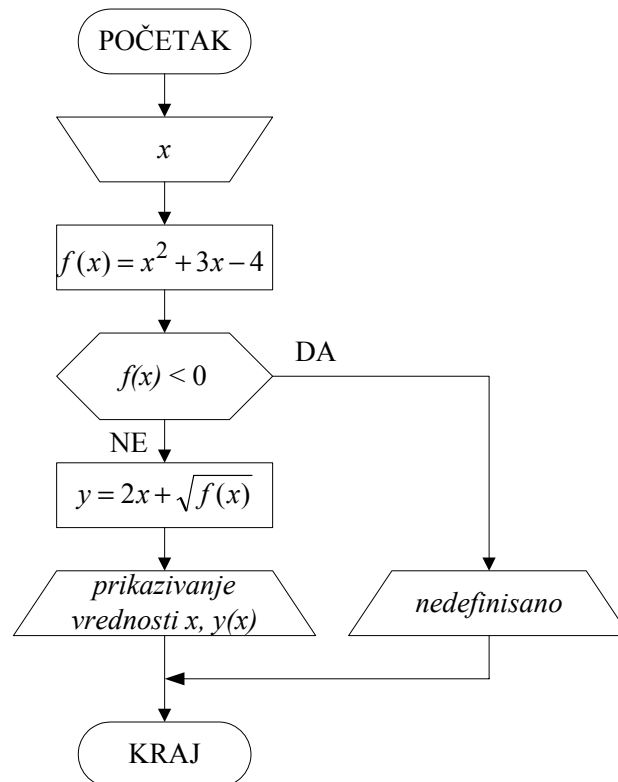 POČETAK
x
f(x) = x² + 3x – 4
f(x) < 0
DA
NE
y = 2x + √f(x)
prikazivanje
vrednosti x, y(x)
nedefinisano
KRAJ